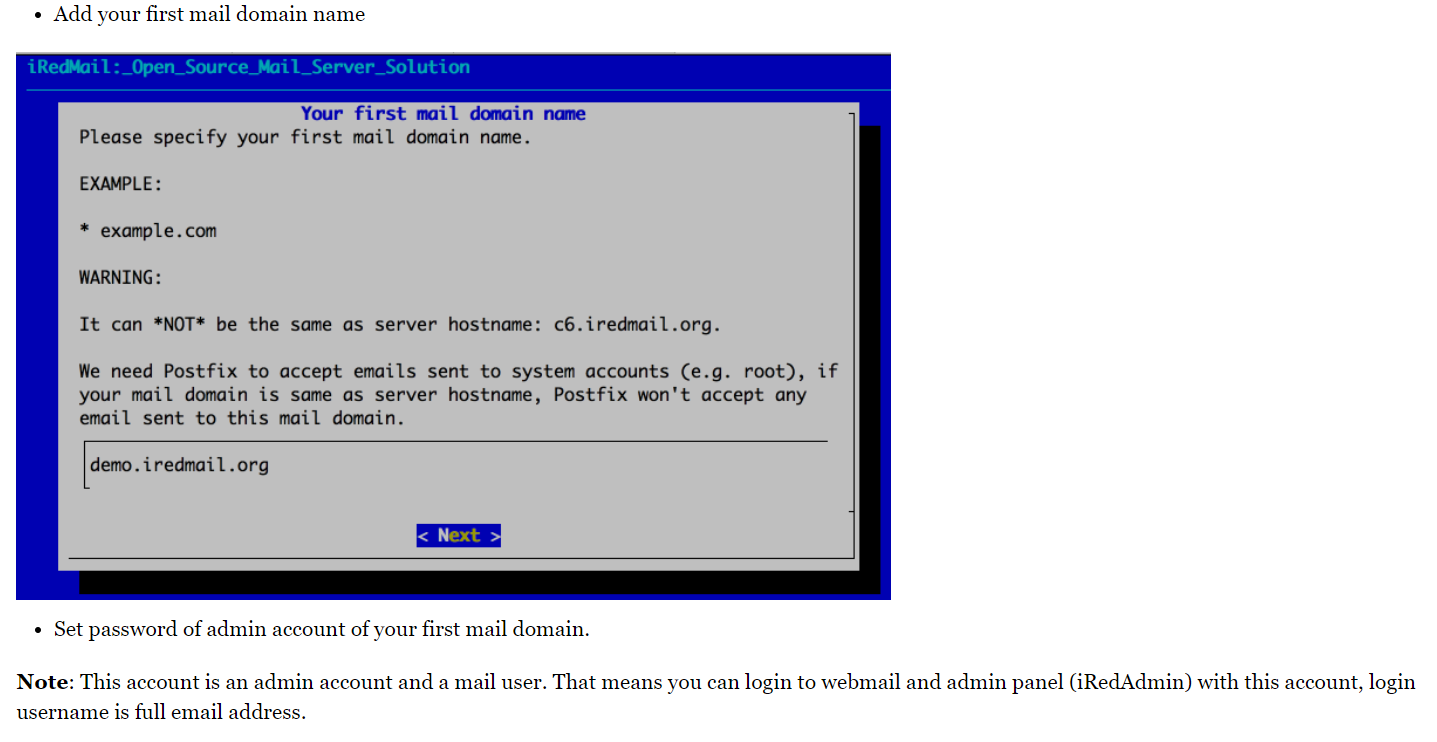 Add your first mail domain name
iRedMail:_Open_Source_Mail_Server_Solution
Your first mail domain name
Please specify your first mail domain name.
EXAMPLE:
* example.com
WARNING:
It can *NOT* be the same as server hostname: c6.iredmail.org.
We need Postfix to accept emails sent to system accounts (e.g. root), if
your mail domain is same as server hostname, Postfix won't accept any
email sent to this mail domain.
demo.iredmail.org
< Next >
Set password of admin account of your first mail domain.
Note: This account is an admin account and a mail user. That means you can login to webmail and admin panel (iRedAdmin) with this account, login
username is full email address.